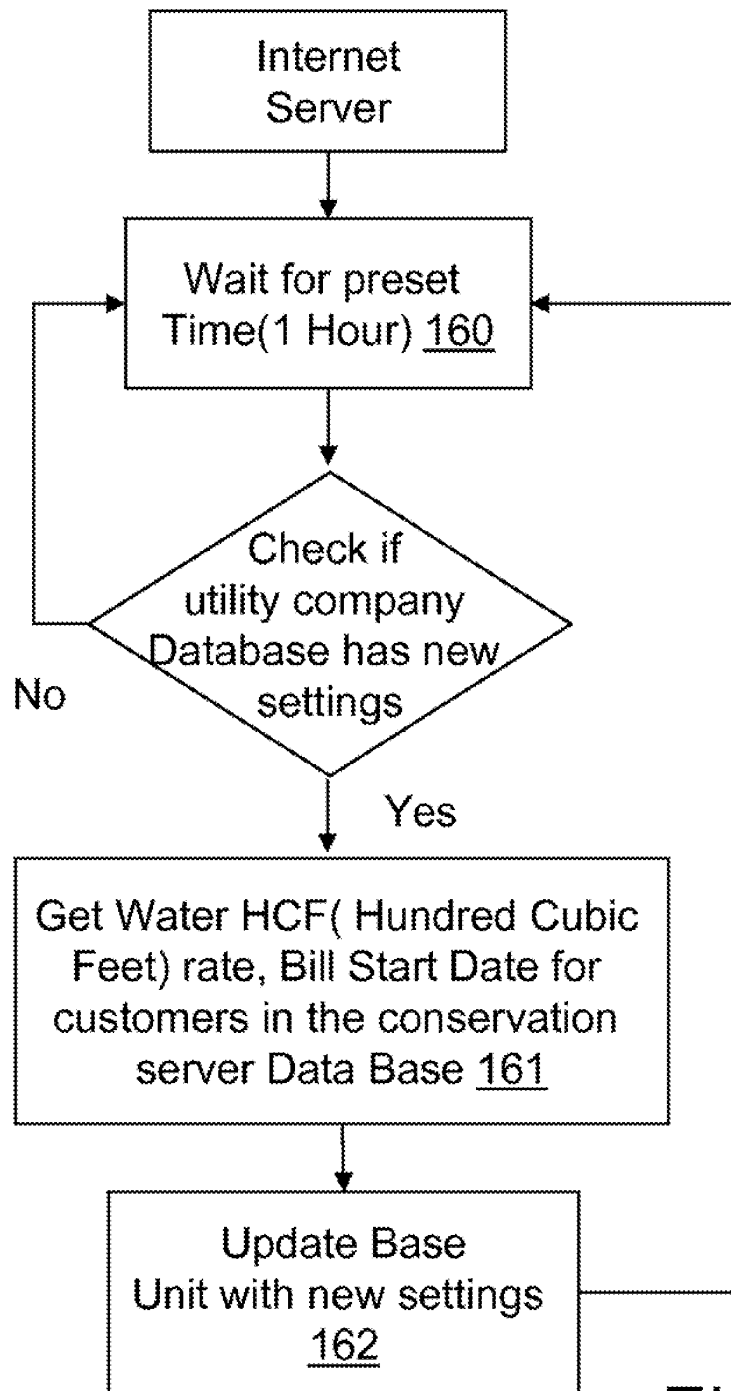 Internet
Server
Wait for preset
Time(1 Hour) 160
Check if
utility company
Database has new
settings
No
Yes
Get Water HCF( Hundred Cubic
Feet) rate, Bill Start Date for
customers in the conservation
server Data Base 161
Update Base
Unit with new settings
162